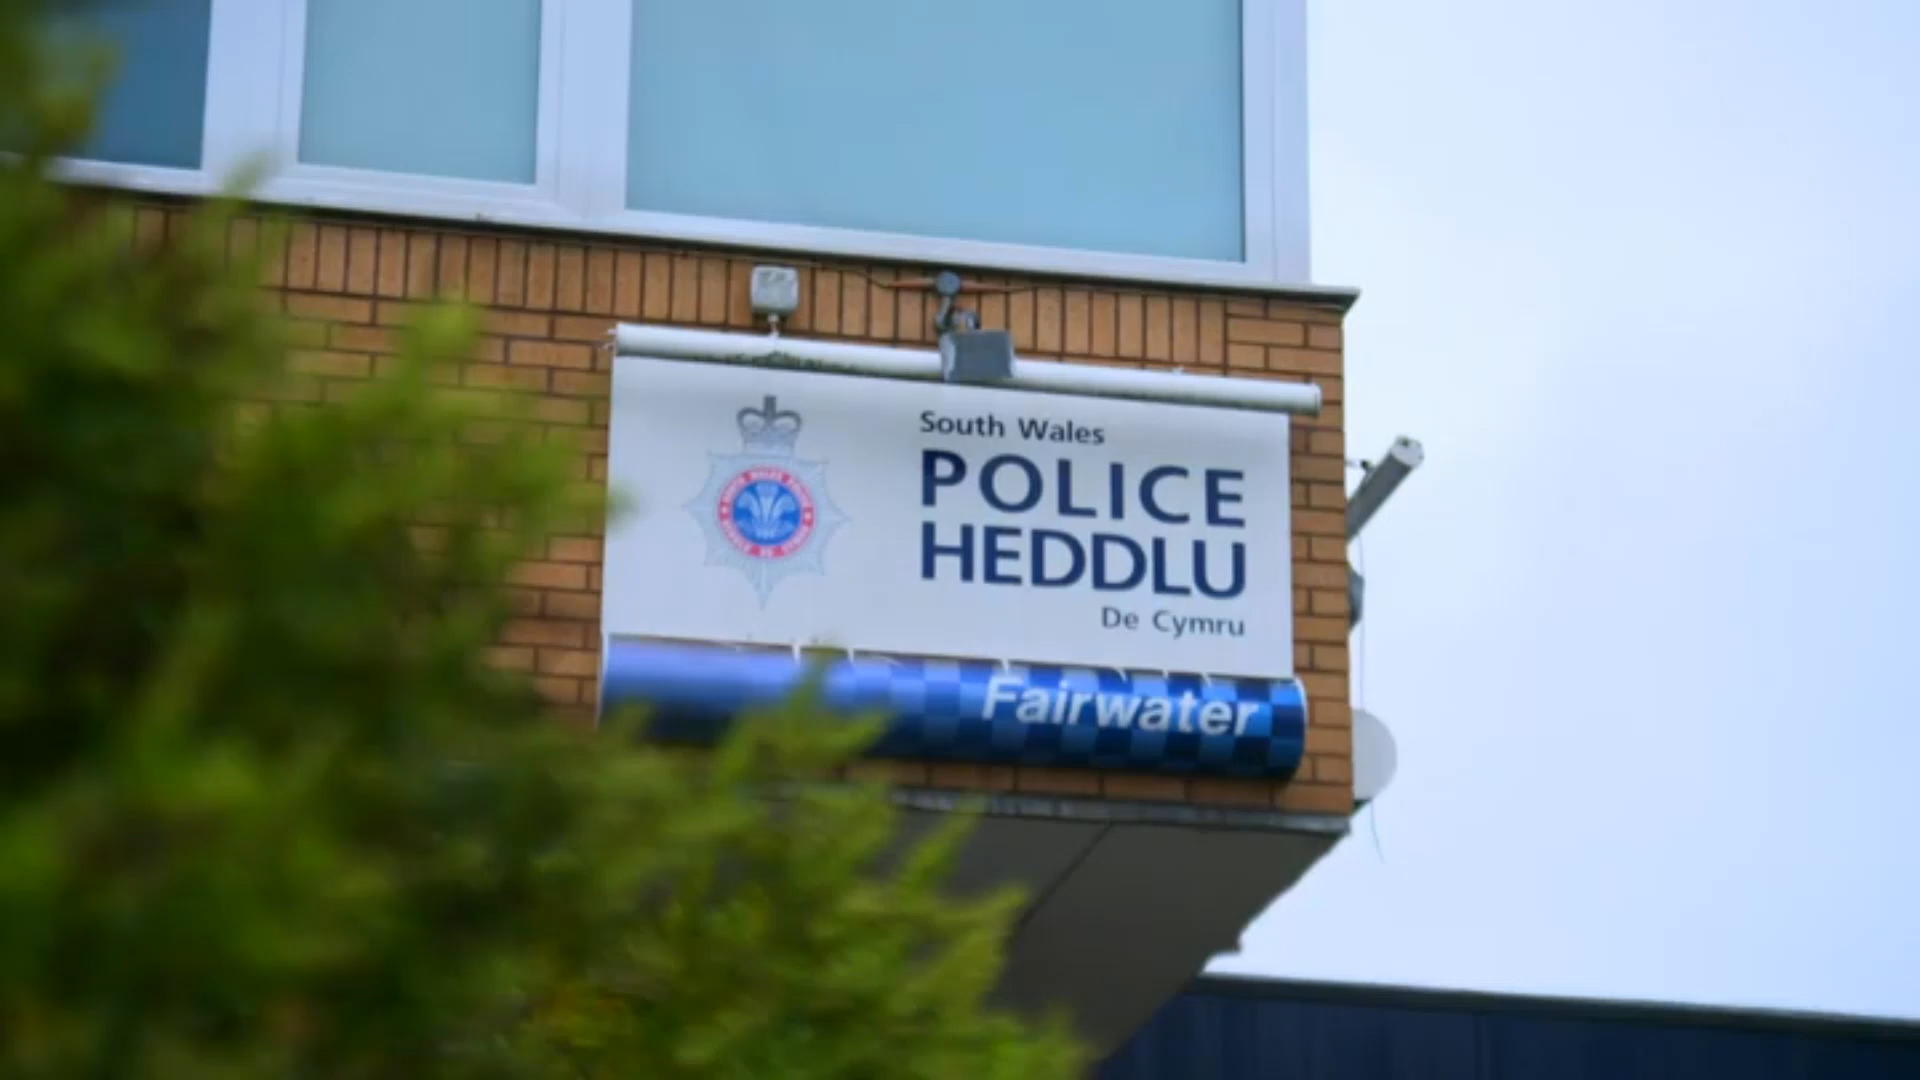 South Wales
POLICE
HEDDLU
De Cymru
Fairwater